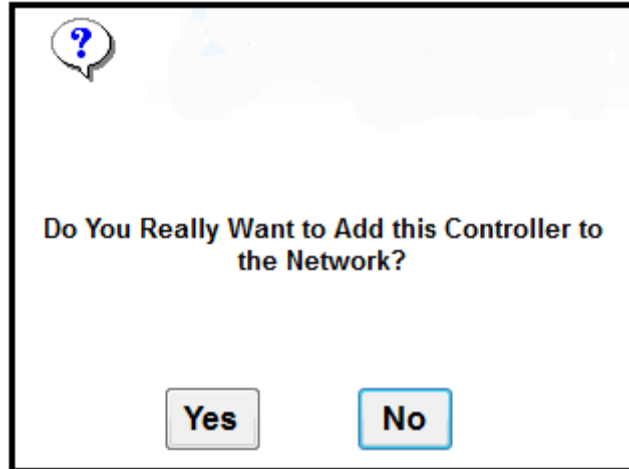 ?
Do You Really Want to Add this Controller to
the Network?
Yes No